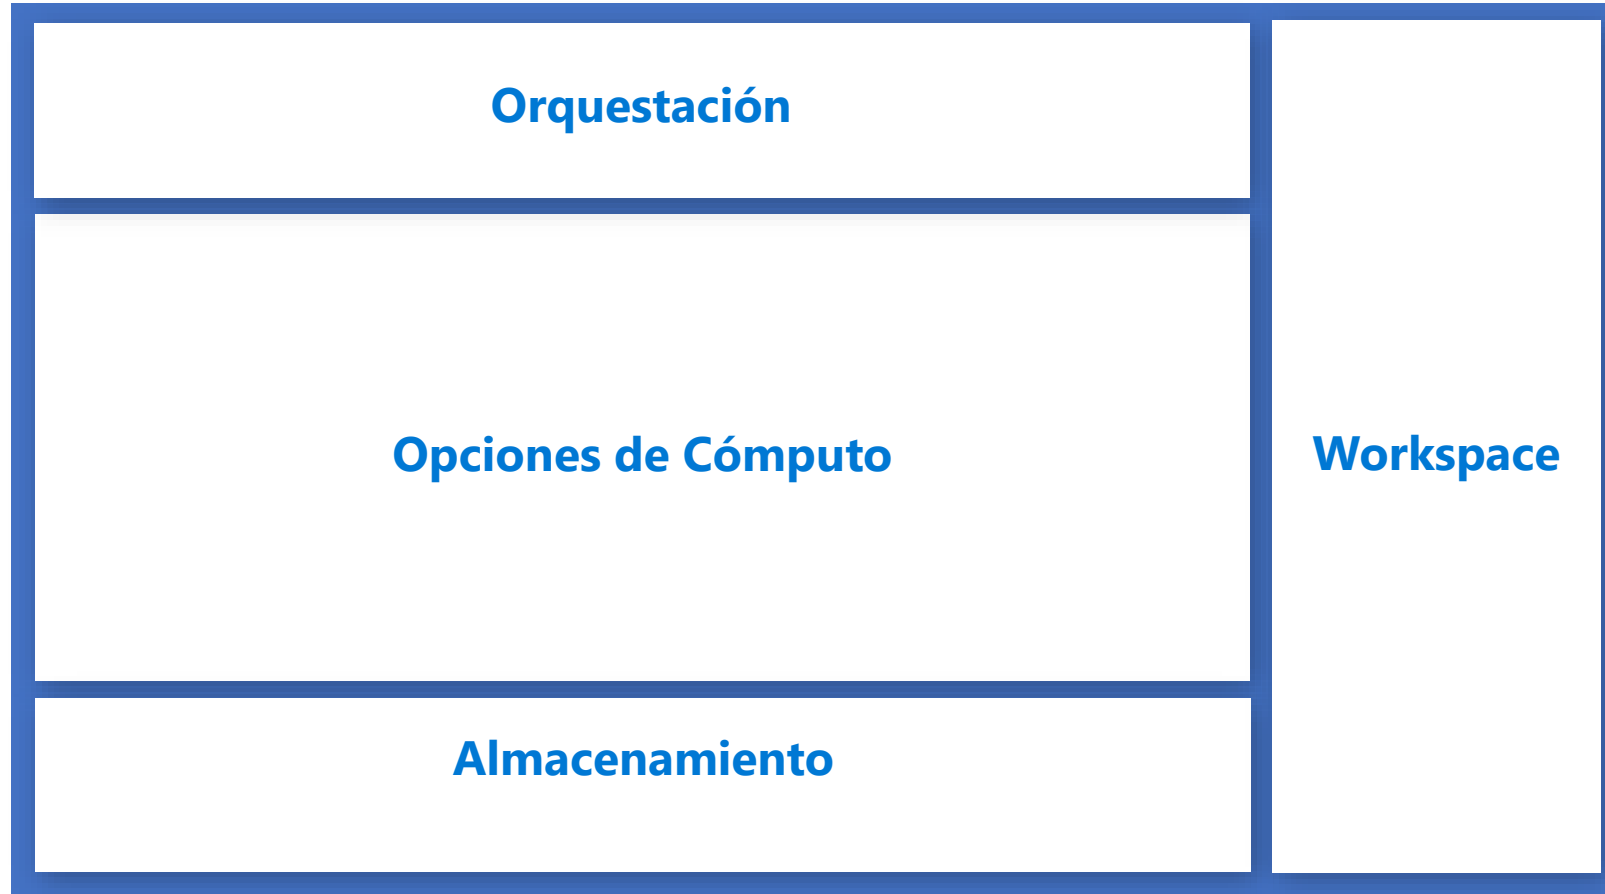 Orquestación
Opciones de Cómputo
Workspace
Almacenamiento